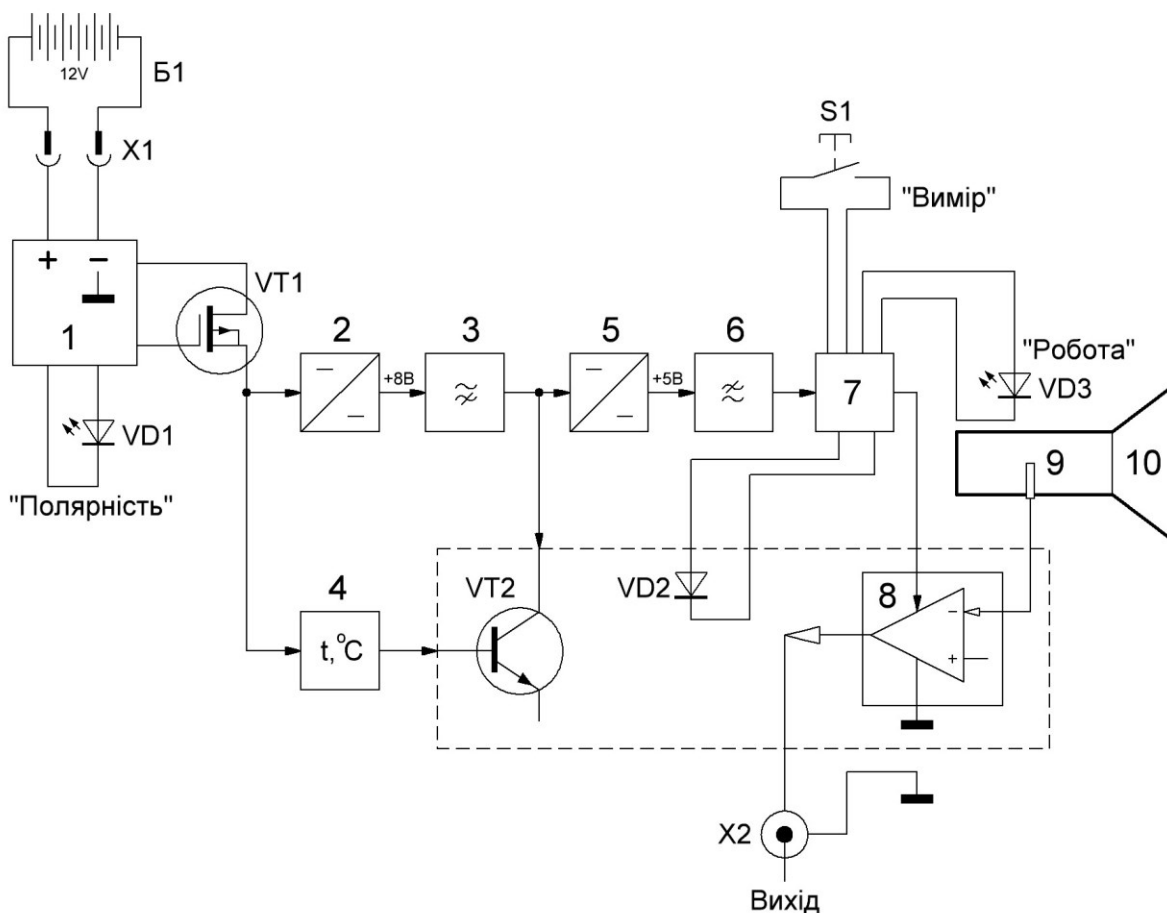 12V
Б1
X1
S1
"Вимір"
+ −
1
VT1
2
3
5
6
7
"Робота"
VD3
+8В
+5В
VD1
"Полярність"
9
10
4
t,°C
VT2
VD2
8
−
+
X2
Вихід